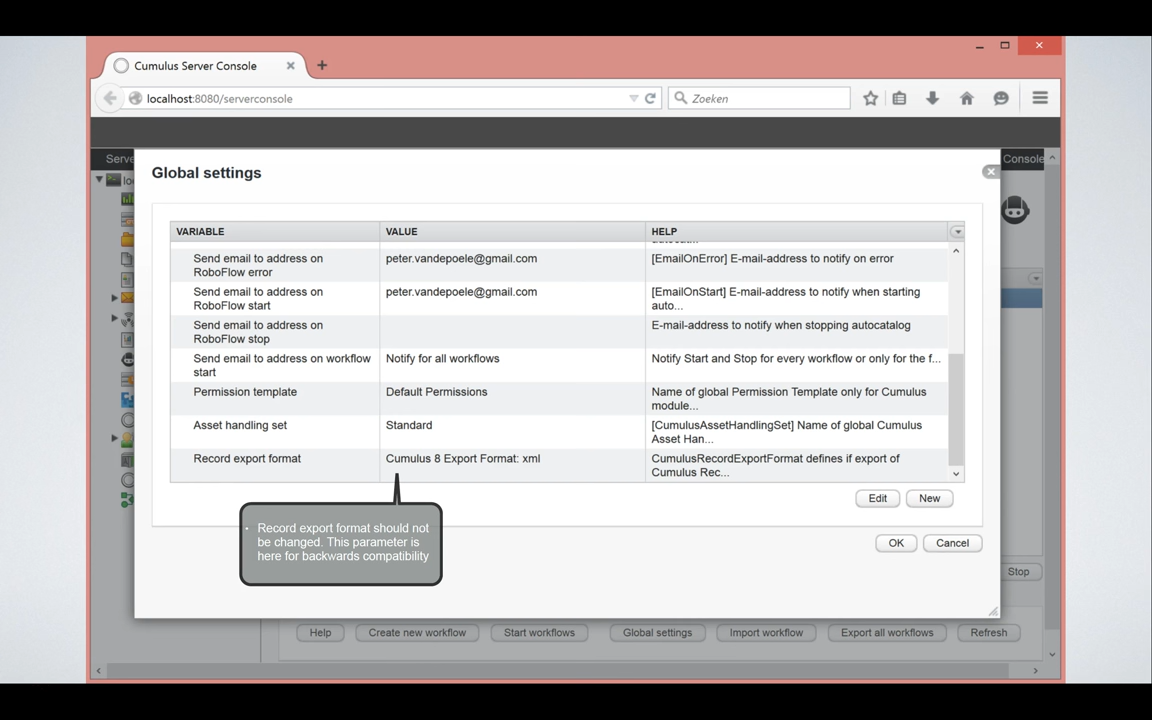 Cumulus Server Console
localhost:8080/serverconsole
Zoeken
Serve
Console
lo
Global settings
VARIABLE VALUE HELP
Send email to address on RoboFlow error peter.vandepoele@gmail.com [EmailOnError] E-mail-address to notify on error
Send email to address on peter.vandepoele@gmail.com [EmailOnStart] E-mail-address to notify when starting
RoboFlow start auto...
Send email to address on E-mail-address to notify when stopping autocatalog
RoboFlow stop
Send email to address on workflow Notify for all workflows Notify Start and Stop for every workflow or only for the f...
start
Permission template Default Permissions Name of global Permission Template only for Cumulus
module...
Asset handling set Standard [CumulusAssetHandlingSet] Name of global Cumulus
Asset Han...
Record export format Cumulus 8 Export Format: xml CumulusRecordExportFormat defines if export of
Cumulus Rec...
Edit New
• Record export format should not
be changed. This parameter is
here for backwards compatibility
OK Cancel
Stop
Help Create new workflow Start workflows Global settings Import workflow Export all workflows Refresh